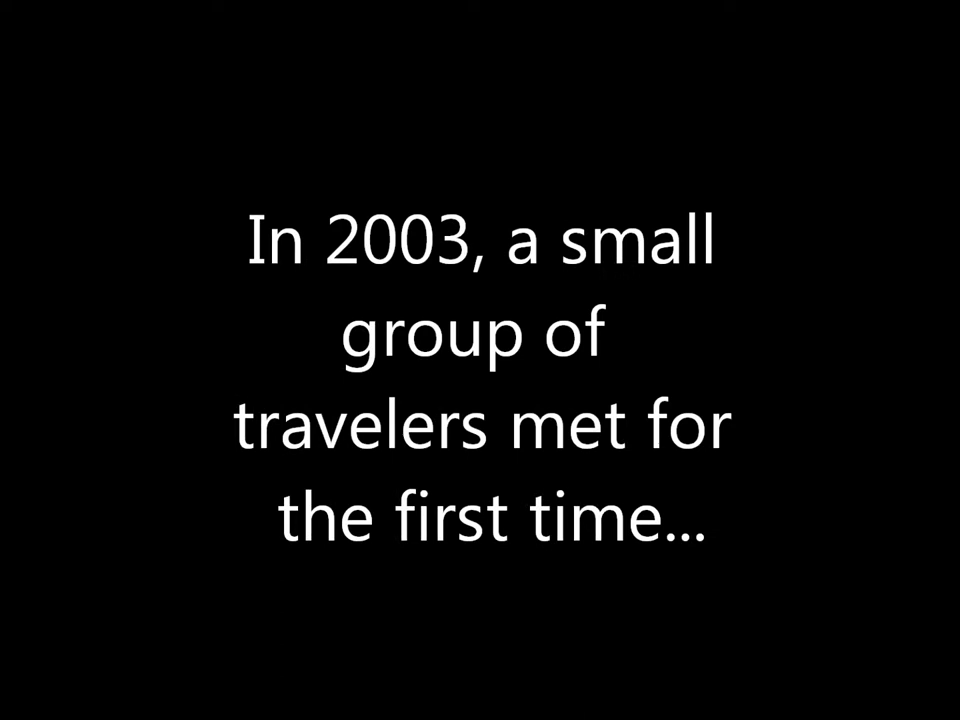 In 2003, a small
group of
travelers met for
the first time...